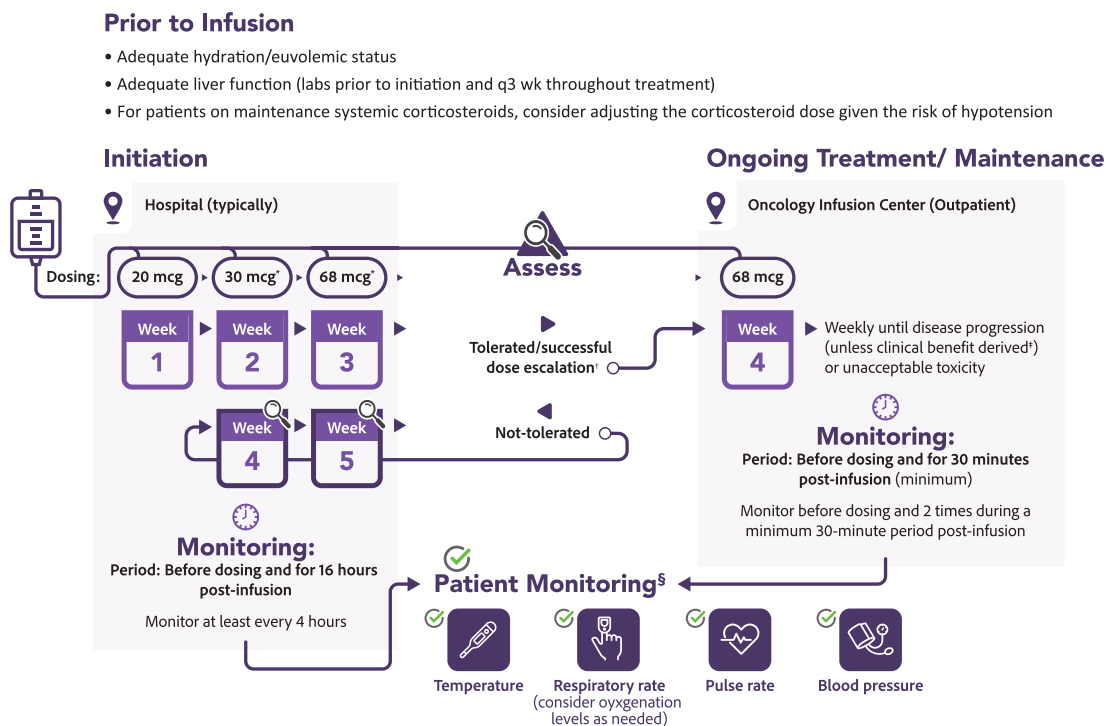 Prior to Infusion
• Adequate hydration/euvolemic status
• Adequate liver function (labs prior to initiation and q3 wk throughout treatment)
• For patients on maintenance systemic corticosteroids, consider adjusting the corticosteroid dose given the risk of hypotension
Initiation
Hospital (typically)
Dosing:
20 mcg
30 mcg*
68 mcg*
Week
1
Week
2
Week
3
Week
4
Week
5
Monitoring:
Period: Before dosing and for 16 hours
post-infusion
Monitor at least every 4 hours
Assess
Tolerated/successful
dose escalation†
Not-tolerated
Ongoing Treatment/ Maintenance
Oncology Infusion Center (Outpatient)
68 mcg
Week
4
Weekly until disease progression
(unless clinical benefit derived‡)
or unacceptable toxicity
Monitoring:
Period: Before dosing and for 30 minutes
post-infusion (minimum)
Monitor before dosing and 2 times during a
minimum 30-minute period post-infusion
Patient Monitoring§
Temperature
Respiratory rate
(consider oyxgenation
levels as needed)
Pulse rate
Blood pressure